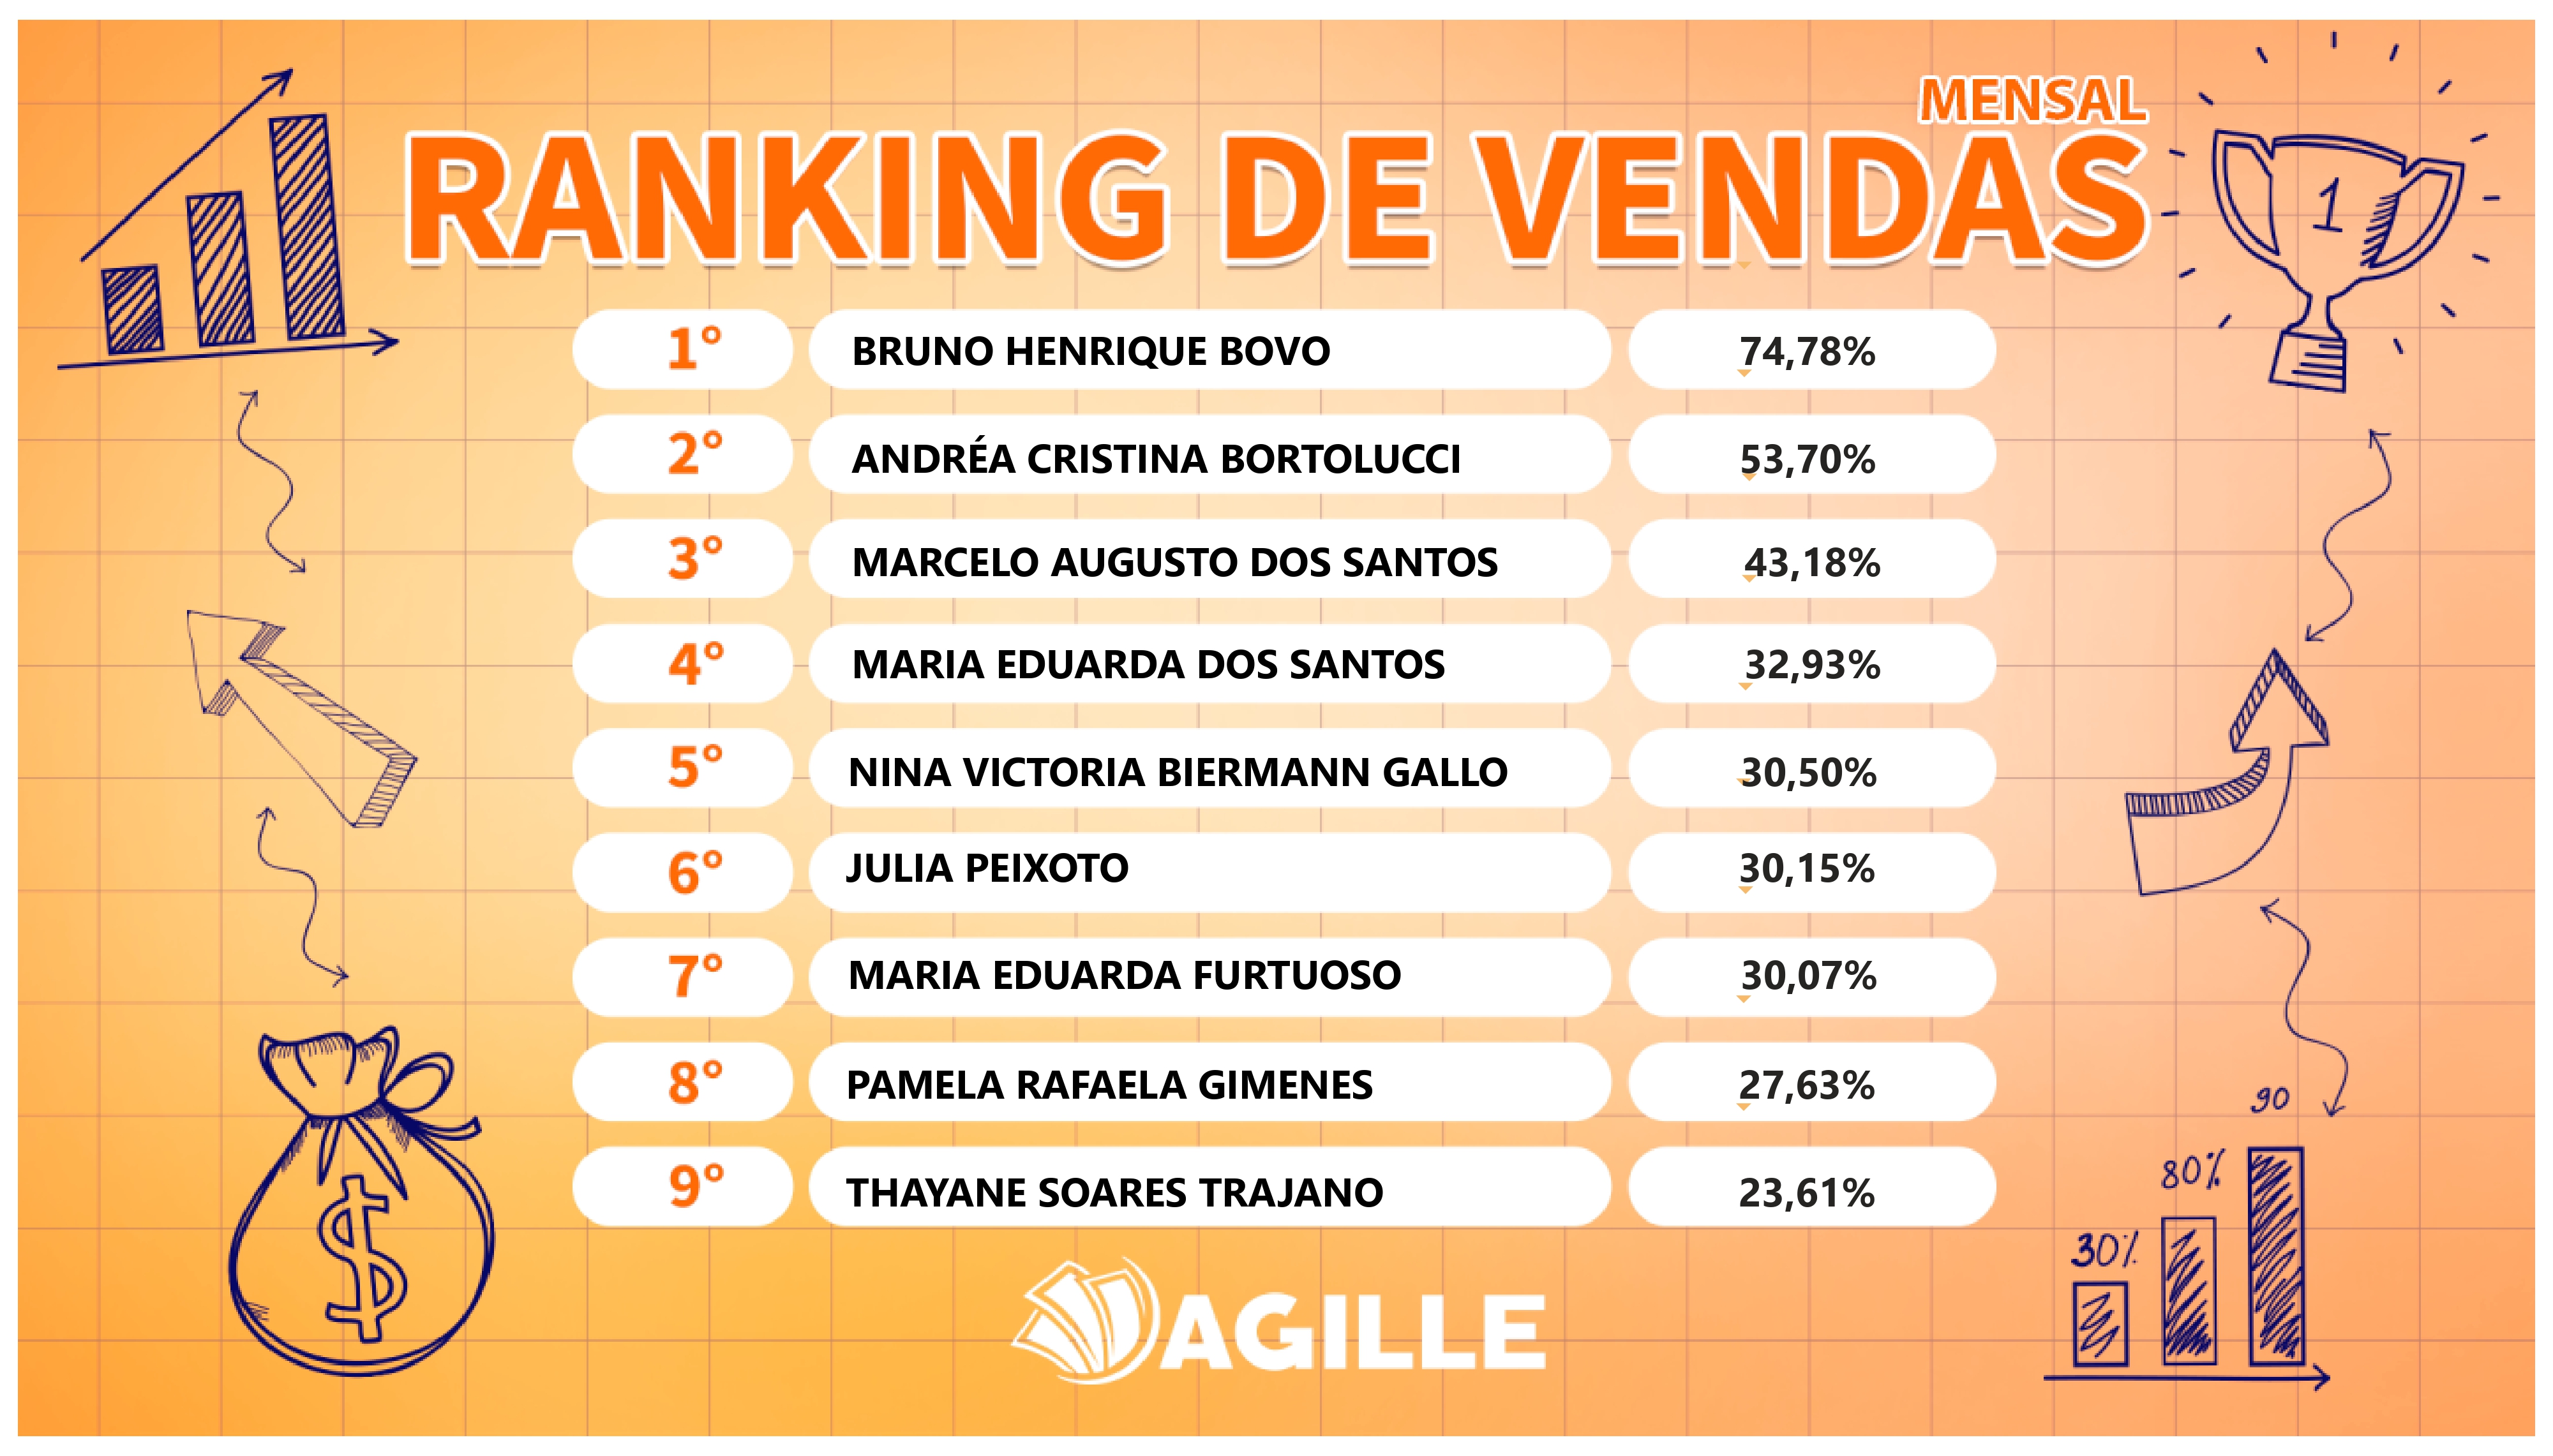 MENSAL
RANKING DE VENDAS
1
1° BRUNO HENRIQUE BOVO 74,78%
2° ANDRÉA CRISTINA BORTOLUCCI 53,70%
3° MARCELO AUGUSTO DOS SANTOS 43,18%
4° MARIA EDUARDA DOS SANTOS 32,93%
5° NINA VICTORIA BIERMANN GALLO 30,50%
6° JULIA PEIXOTO 30,15%
7° MARIA EDUARDA FURTUOSO 30,07%
8° PAMELA RAFAELA GIMENES 27,63%
9° THAYANE SOARES TRAJANO 23,61%
$
90
80%
30%
AGILLE